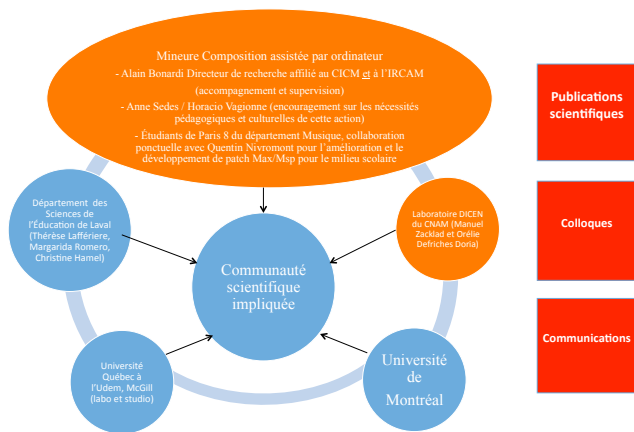 Mineure Composition assistée par ordinateur
- Alain Bonardi Directeur de recherche affilié au CICM et à l'IRCAM
(accompagnement et supervision)
- Anne Sedes / Horacio Vagionne (encouragement sur les nécessités
pédagogiques et culturelles de cette action)
- Étudiants de Paris 8 du département Musique, collaboration
ponctuelle avec Quentin Nivromont pour l'amélioration et le
développement de patch Max/Msp pour le milieu scolaire
Département des
Sciences de
l'Éducation de Laval
(Thérèse Lafférière,
Margarida Romero,
Christine Hamel)
Communauté
scientifique
impliquée
Laboratoire DICEN
du CNAM (Manuel
Zacklad et Orélie
Defriches Doria)
Université
Québec à
l'Udem, McGill
(labo et studio)
Université
de
Montréal
Publications
scientifiques
Colloques
Communications